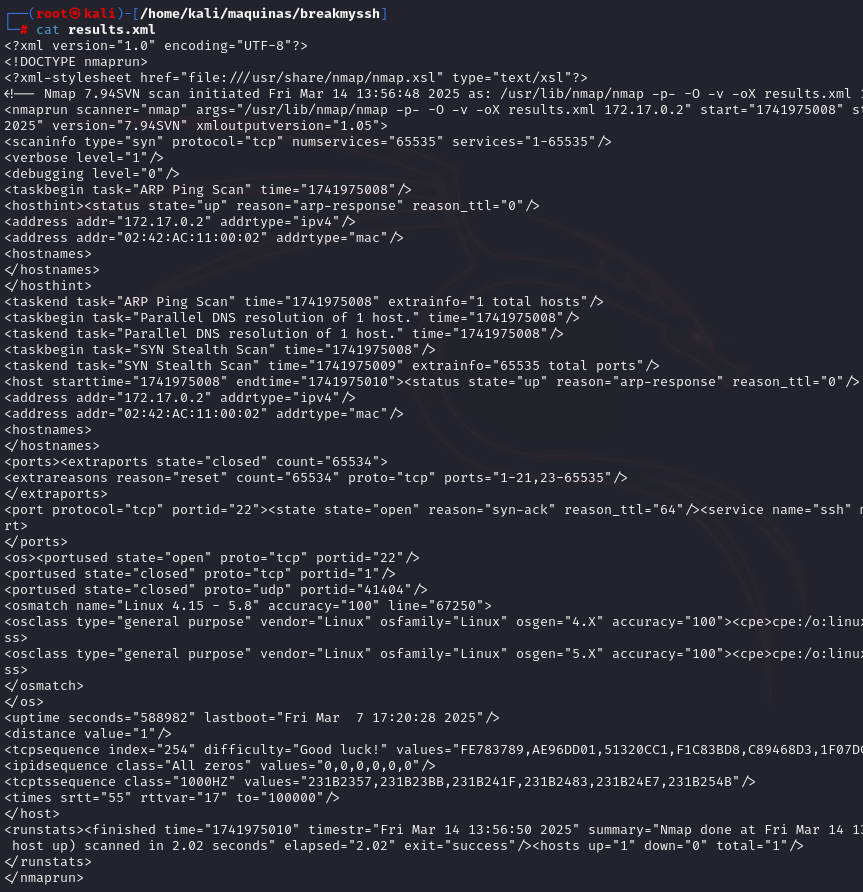 ┌──(root㉿kali)-[/home/kali/maquinas/breakmyssh]
└─# cat results.xml
<?xml version="1.0" encoding="UTF-8"?>
<!DOCTYPE nmaprun>
<?xml-stylesheet href="file:///usr/share/nmap/nmap.xsl" type="text/xsl"?>
<!-- Nmap 7.94SVN scan initiated Fri Mar 14 13:56:48 2025 as: /usr/lib/nmap/nmap -p- -O -v -oX results.xml 1
<nmaprun scanner="nmap" args="/usr/lib/nmap/nmap -p- -O -v -oX results.xml 172.17.0.2" start="1741975008" st
2025" version="7.94SVN" xmloutputversion="1.05">
<scaninfo type="syn" protocol="tcp" numservices="65535" services="1-65535"/>
<verbose level="1"/>
<debugging level="0"/>
<taskbegin task="ARP Ping Scan" time="1741975008"/>
<hosthint><status state="up" reason="arp-response" reason_ttl="0"/>
<address addr="172.17.0.2" addrtype="ipv4"/>
<address addr="02:42:AC:11:00:02" addrtype="mac"/>
<hostnames>
</hostnames>
</hosthint>
<taskend task="ARP Ping Scan" time="1741975008" extrainfo="1 total hosts"/>
<taskbegin task="Parallel DNS resolution of 1 host." time="1741975008"/>
<taskend task="Parallel DNS resolution of 1 host." time="1741975008"/>
<taskbegin task="SYN Stealth Scan" time="1741975008"/>
<taskend task="SYN Stealth Scan" time="1741975009" extrainfo="65535 total ports"/>
<host starttime="1741975008" endtime="1741975010"><status state="up" reason="arp-response" reason_ttl="0"/>
<address addr="172.17.0.2" addrtype="ipv4"/>
<address addr="02:42:AC:11:00:02" addrtype="mac"/>
<hostnames>
</hostnames>
<ports><extraports state="closed" count="65534">
<extrareasons reason="reset" count="65534" proto="tcp" ports="1-21,23-65535"/>
</extraports>
<port protocol="tcp" portid="22"><state state="open" reason="syn-ack" reason_ttl="64"/><service name="ssh" m
rt>
</ports>
<os><portused state="open" proto="tcp" portid="22"/>
<portused state="closed" proto="tcp" portid="1"/>
<portused state="closed" proto="udp" portid="41404"/>
<osmatch name="Linux 4.15 - 5.8" accuracy="100" line="67250">
<osclass type="general purpose" vendor="Linux" osfamily="Linux" osgen="4.X" accuracy="100"><cpe>cpe:/o:linux
ss>
<osclass type="general purpose" vendor="Linux" osfamily="Linux" osgen="5.X" accuracy="100"><cpe>cpe:/o:linux
ss>
</osmatch>
</os>
<uptime seconds="588982" lastboot="Fri Mar  7 17:20:28 2025"/>
<distance value="1"/>
<tcpsequence index="254" difficulty="Good luck!" values="FE783789,AE96DD01,51320CC1,F1C83BD8,C89468D3,1F07DC
<ipidsequence class="All zeros" values="0,0,0,0,0,0"/>
<tcptssequence class="1000HZ" values="231B2357,231B23BB,231B241F,231B2483,231B24E7,231B254B"/>
<times srtt="55" rttvar="17" to="100000"/>
</host>
<runstats><finished time="1741975010" timestr="Fri Mar 14 13:56:50 2025" summary="Nmap done at Fri Mar 14 13
 host up) scanned in 2.02 seconds" elapsed="2.02" exit="success"/><hosts up="1" down="0" total="1"/>
</runstats>
</nmaprun>